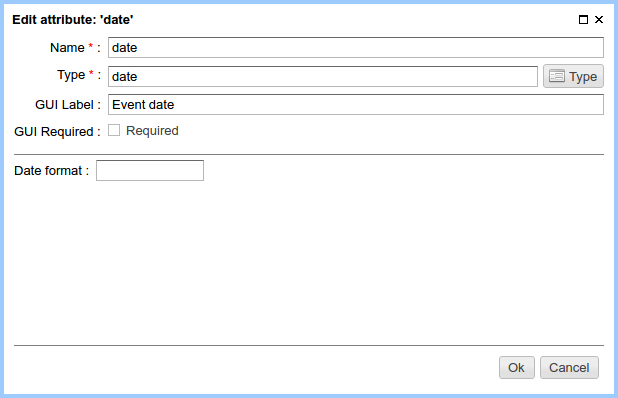 Edit attribute: 'date'
Name * : date
Type * : date Type
GUI Label : Event date
GUI Required : Required
Date format :
Ok Cancel